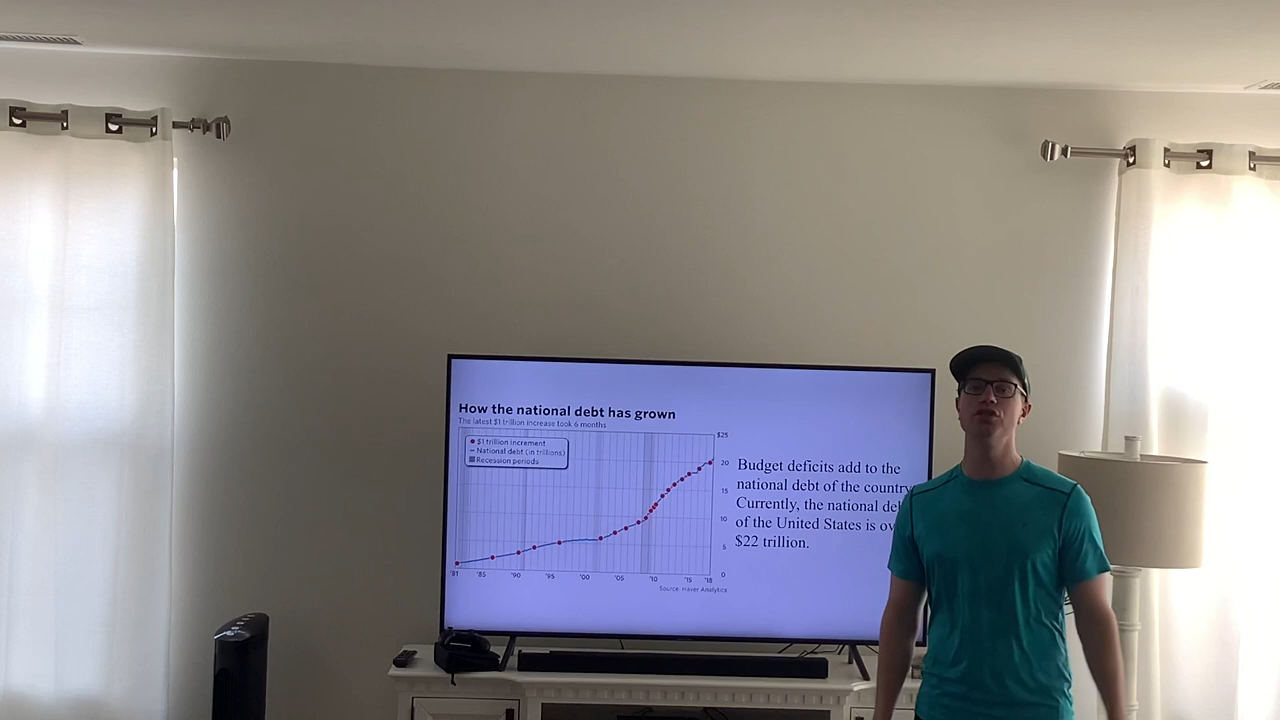 How the national debt has grown
The latest $1 trillion increase took 6 months
$1 trillion increment
National debt (in trillions)
Recession periods
$25
20
15
10
5
0
'81 '85 '90 '95 '00 '05 '10 '15 '18
Source: Haver Analytics
Budget deficits add to the
national debt of the country
Currently, the national
of the United States is
$22 trillion.